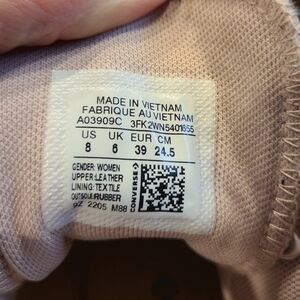 MADE IN VIETNAM
FABRIQUE AU VIETNAM
A03909C 3FK2WN5401655
US UK EUR CM
8 6 39 24.5
GENDER: WOMEN
UPPER:LEATHER
LINING:TEXTILE
OUTSOLE:RUBBER
2205 M88
CONVERSE